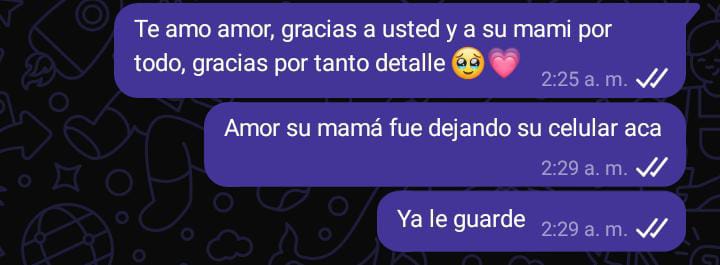 Te amo amor, gracias a usted y a su mami por
todo, gracias por tanto detalle 🥹💗
2:25 a. m.
Amor su mamá fue dejando su celular aca
2:29 a. m.
Ya le guarde 2:29 a. m.